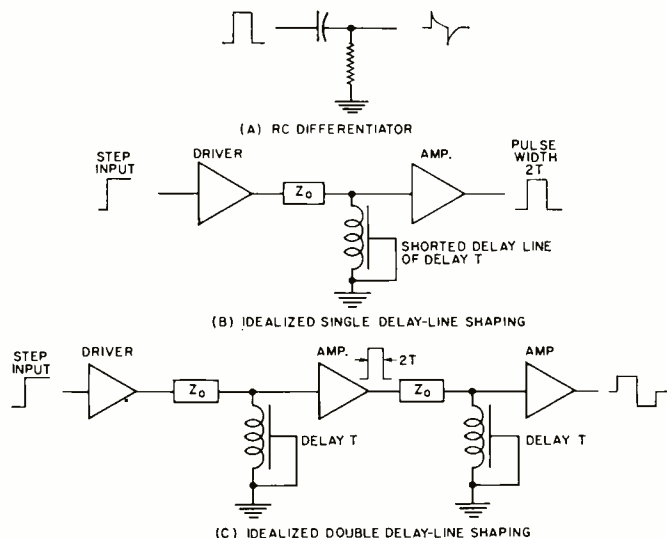 (A) RC DIFFERENTIATOR
STEP
INPUT
DRIVER
Z₀
AMP.
PULSE
WIDTH
2T
SHORTED DELAY LINE
OF DELAY T
(B) IDEALIZED SINGLE DELAY-LINE SHAPING
STEP
INPUT
DRIVER
Z₀
AMP.
2T
Z₀
AMP
DELAY T
DELAY T
(C) IDEALIZED DOUBLE DELAY-LINE SHAPING